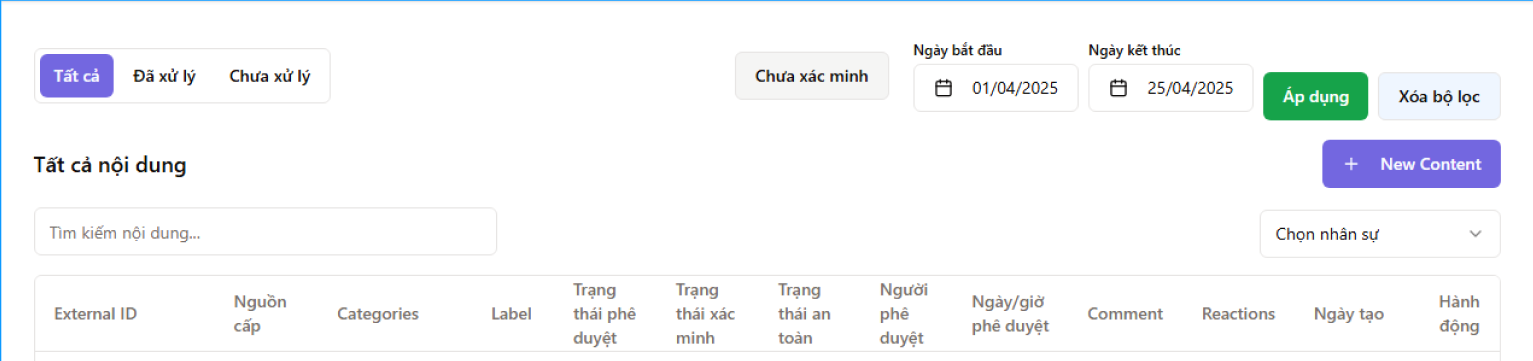 Ngày bắt đầu Ngày kết thúc
Tất cả Đã xử lý Chưa xử lý Chưa xác minh 01/04/2025 25/04/2025 Áp dụng Xóa bộ lọc
Tất cả nội dung + New Content
Tìm kiếm nội dung... Chọn nhân sự
External ID
Nguồn
cấp
Categories
Label
Trạng
thái phê
duyệt
Trạng
thái xác
minh
Trạng
thái an
toàn
Người
phê
duyệt
Ngày/giờ
phê duyệt
Comment
Reactions
Ngày tạo
Hành
động